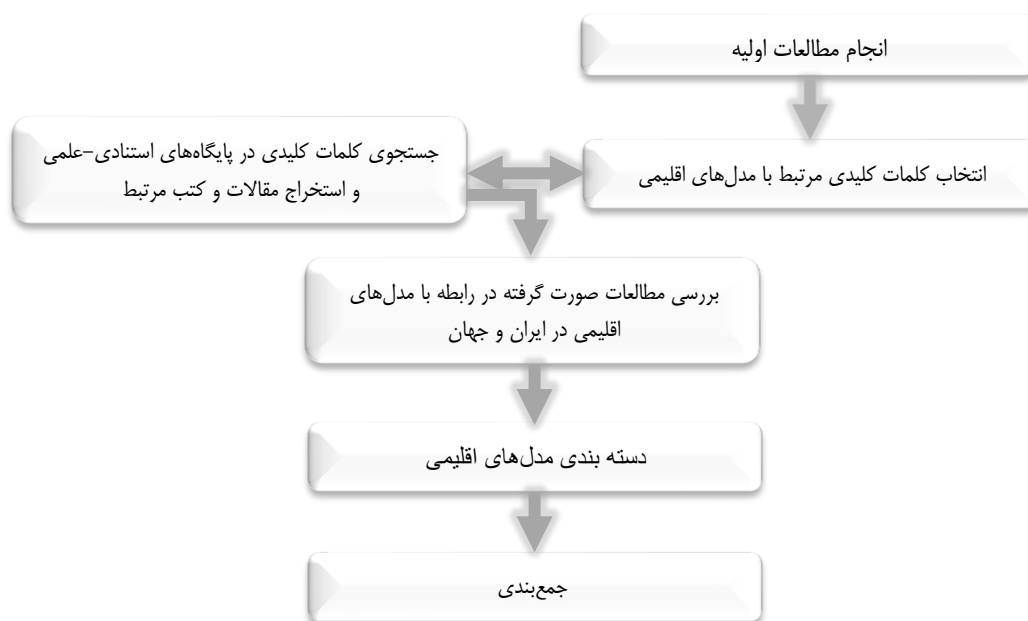 انجام مطالعات اولیه
انتخاب کلمات کلیدی مرتبط با مدل‌های اقلیمی
جستجوی کلمات کلیدی در پایگاه‌های استنادی-علمی
و استخراج مقالات و کتب مرتبط
بررسی مطالعات صورت گرفته در رابطه با مدل‌های
اقلیمی در ایران و جهان
دسته بندی مدل‌های اقلیمی
جمع‌بندی